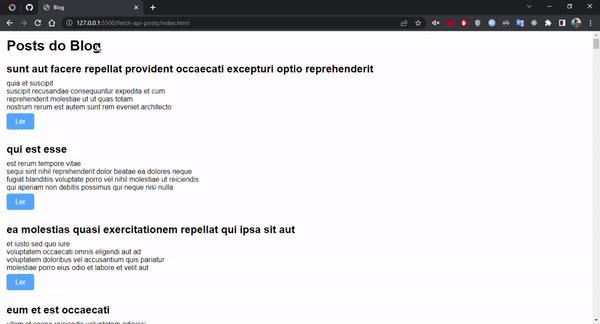 Blog
127.0.0.1:5500/fetch-api-posts/index.html
Posts do Blog
sunt aut facere repellat provident occaecati excepturi optio reprehenderit
quia et suscipit
suscipit recusandae consequuntur expedita et cum
reprehenderit molestiae ut ut quas totam
nostrum rerum est autem sunt rem eveniet architecto
Ler
qui est esse
est rerum tempore vitae
sequi sint nihil reprehenderit dolor beatae ea dolores neque
fugiat blanditiis voluptate porro vel nihil molestiae ut reiciendis
qui aperiam non debitis possimus qui neque nisi nulla
Ler
ea molestias quasi exercitationem repellat qui ipsa sit aut
et iusto sed quo iure
voluptatem occaecati omnis eligendi aut ad
voluptatem doloribus vel accusantium quis pariatur
molestiae porro eius odio et labore et velit aut
Ler
eum et est occaecati